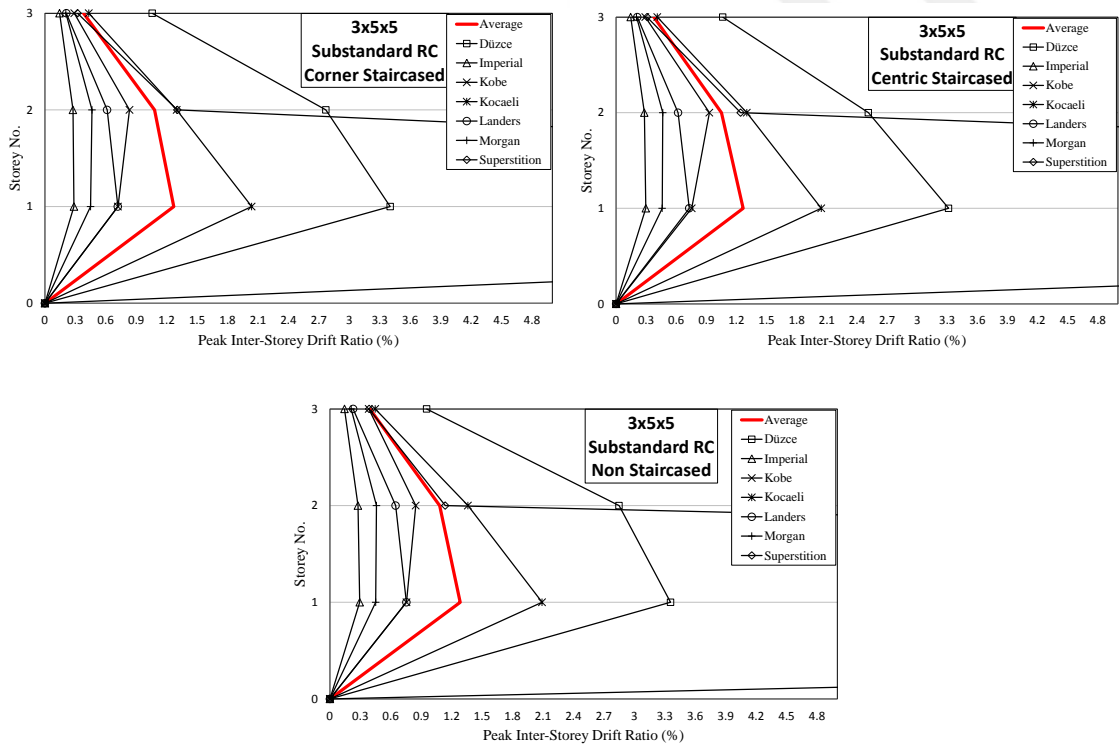 3x5x5
Substandard RC
Corner Staircased
Average
Düzce
Imperial
Kobe
Kocaeli
Landers
Morgan
Superstition
Storey No.
3
2
1
0
0 0.3 0.6 0.9 1.2 1.5 1.8 2.1 2.4 2.7 3 3.3 3.6 3.9 4.2 4.5 4.8
Peak Inter-Storey Drift Ratio (%)
3x5x5
Substandard RC
Centric Staircased
Average
Düzce
Imperial
Kobe
Kocaeli
Landers
Morgan
Superstition
Storey No.
3
2
1
0
0 0.3 0.6 0.9 1.2 1.5 1.8 2.1 2.4 2.7 3 3.3 3.6 3.9 4.2 4.5 4.8
Peak Inter-Storey Drift Ratio (%)
3x5x5
Substandard RC
Non Staircased
Average
Düzce
Imperial
Kobe
Kocaeli
Landers
Morgan
Superstition
Storey No.
3
2
1
0
0 0.3 0.6 0.9 1.2 1.5 1.8 2.1 2.4 2.7 3 3.3 3.6 3.9 4.2 4.5 4.8
Peak Inter-Storey Drift Ratio (%)